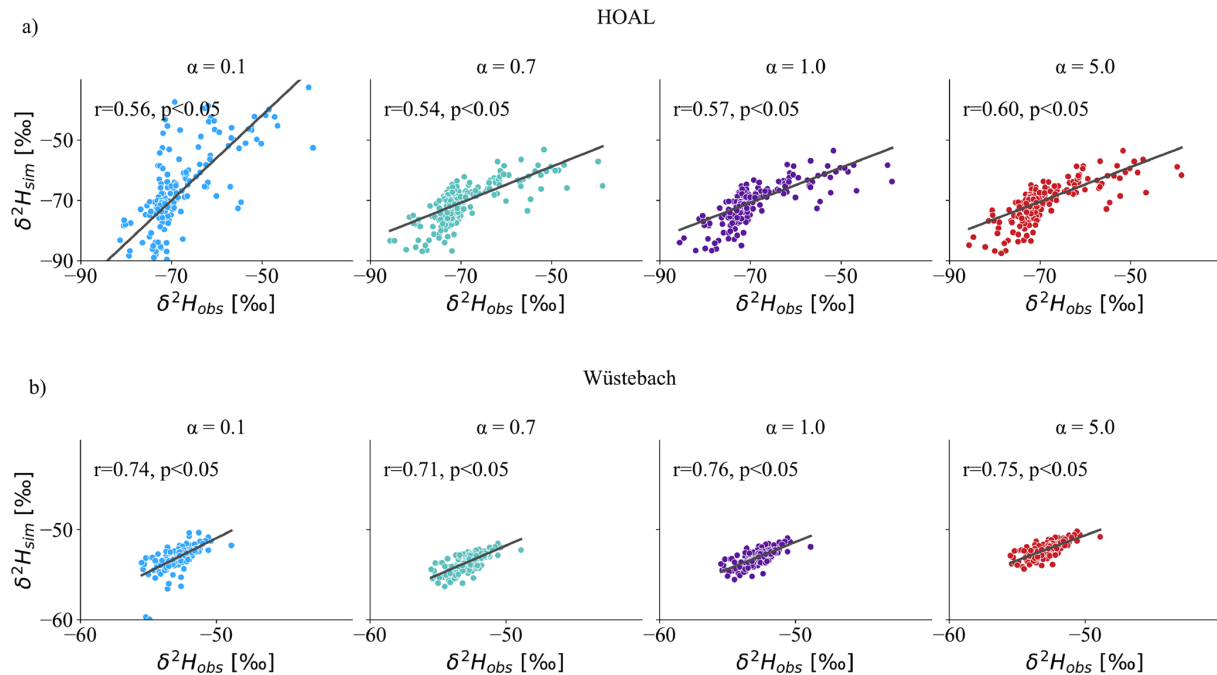 HOAL
a)
α = 0.1
α = 0.7
α = 1.0
α = 5.0
r=0.56, p<0.05
r=0.54, p<0.05
r=0.57, p<0.05
r=0.60, p<0.05
δ²H_sim [‰]
−50
−70
−90
−90 −70 −50
−90 −70 −50
−90 −70 −50
−90 −70 −50
δ²H_obs [‰]
δ²H_obs [‰]
δ²H_obs [‰]
δ²H_obs [‰]
Wüstebach
b)
α = 0.1
α = 0.7
α = 1.0
α = 5.0
r=0.74, p<0.05
r=0.71, p<0.05
r=0.76, p<0.05
r=0.75, p<0.05
δ²H_sim [‰]
−50
−60
−60 −50
−60 −50
−60 −50
−60 −50
δ²H_obs [‰]
δ²H_obs [‰]
δ²H_obs [‰]
δ²H_obs [‰]